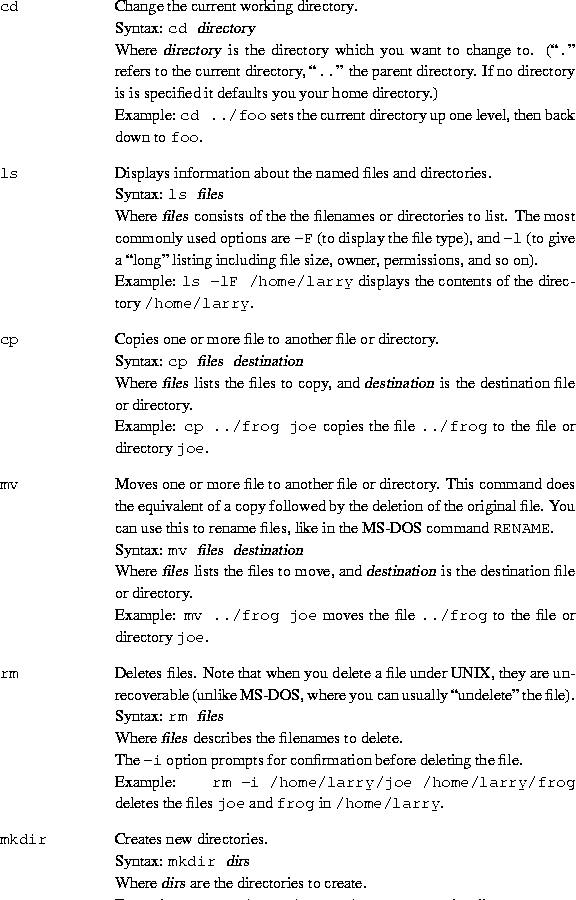 cd Change the current working directory.
Syntax: cd directory
Where directory is the directory which you want to change to. (“.”
refers to the current directory, “..” the parent directory. If no directory
is is specified it defaults you your home directory.)
Example: cd ../foo sets the current directory up one level, then back
down to foo.
ls Displays information about the named files and directories.
Syntax: ls files
Where files consists of the the filenames or directories to list. The most
commonly used options are -F (to display the file type), and -l (to give
a “long” listing including file size, owner, permissions, and so on).
Example: ls -lF /home/larry displays the contents of the direc-
tory /home/larry.
cp Copies one or more file to another file or directory.
Syntax: cp files destination
Where files lists the files to copy, and destination is the destination file
or directory.
Example: cp ../frog joe copies the file ../frog to the file or
directory joe.
mv Moves one or more file to another file or directory. This command does
the equivalent of a copy followed by the deletion of the original file. You
can use this to rename files, like in the MS-DOS command RENAME.
Syntax: mv files destination
Where files lists the files to move, and destination is the destination file
or directory.
Example: mv ../frog joe moves the file ../frog to the file or
directory joe.
rm Deletes files. Note that when you delete a file under UNIX, they are un-
recoverable (unlike MS-DOS, where you can usually “undelete” the file).
Syntax: rm files
Where files describes the filenames to delete.
The -i option prompts for confirmation before deleting the file.
Example: rm -i /home/larry/joe /home/larry/frog
deletes the files joe and frog in /home/larry.
mkdir Creates new directories.
Syntax: mkdir dirs
Where dirs are the directories to create.